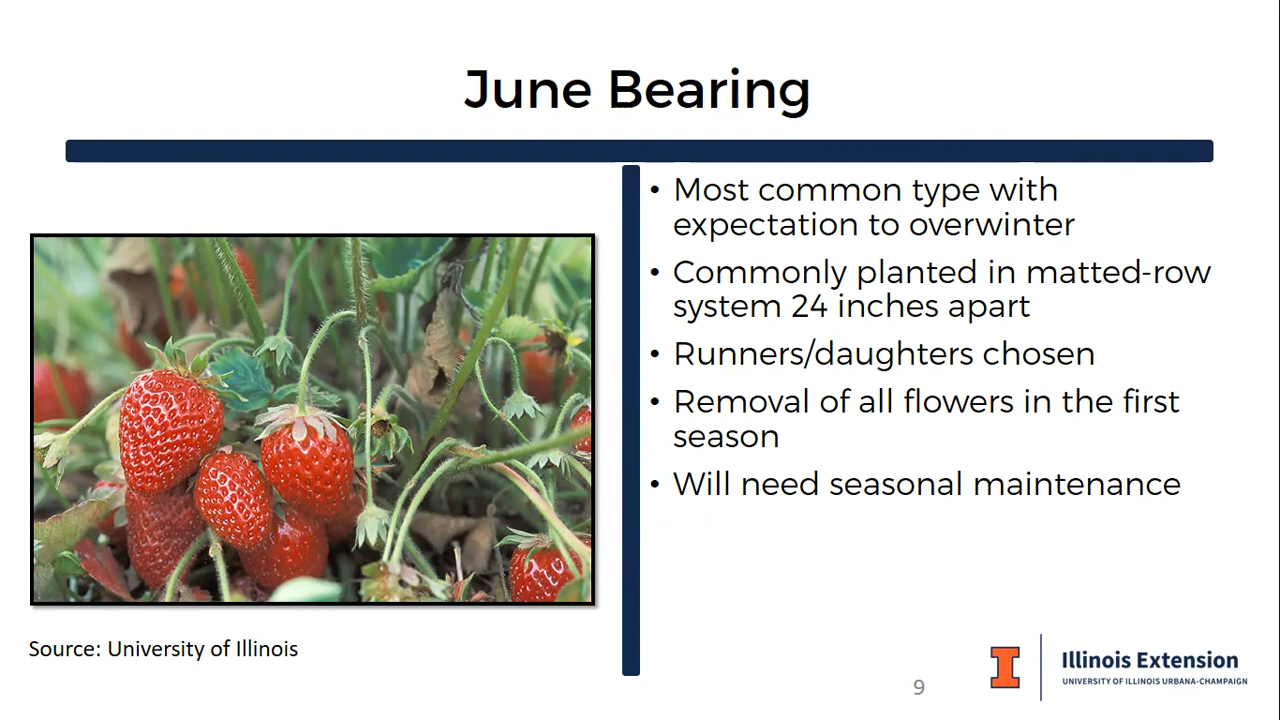 June Bearing
• Most common type with
expectation to overwinter
• Commonly planted in matted-row
system 24 inches apart
• Runners/daughters chosen
• Removal of all flowers in the first
season
• Will need seasonal maintenance
Source: University of Illinois
9
I
Illinois Extension
UNIVERSITY OF ILLINOIS URBANA-CHAMPAIGN